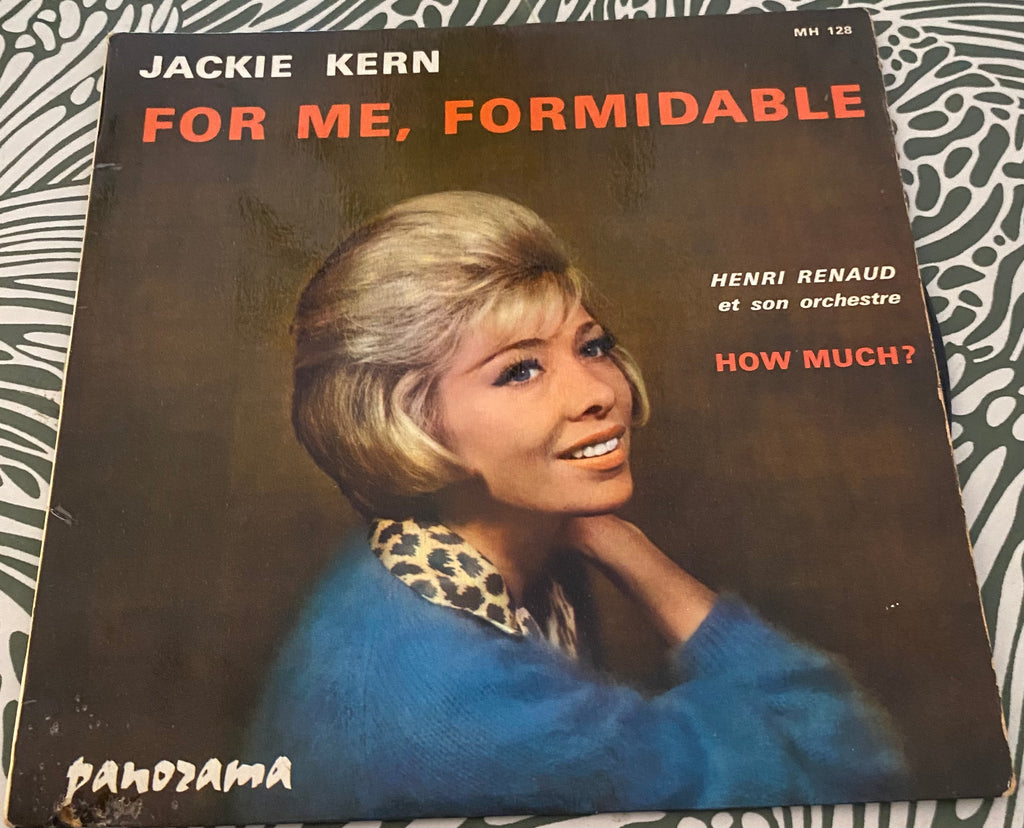 MH 128
JACKIE KERN
FOR ME, FORMIDABLE
HENRI RENAUD
et son orchestre
HOW MUCH?
panorama